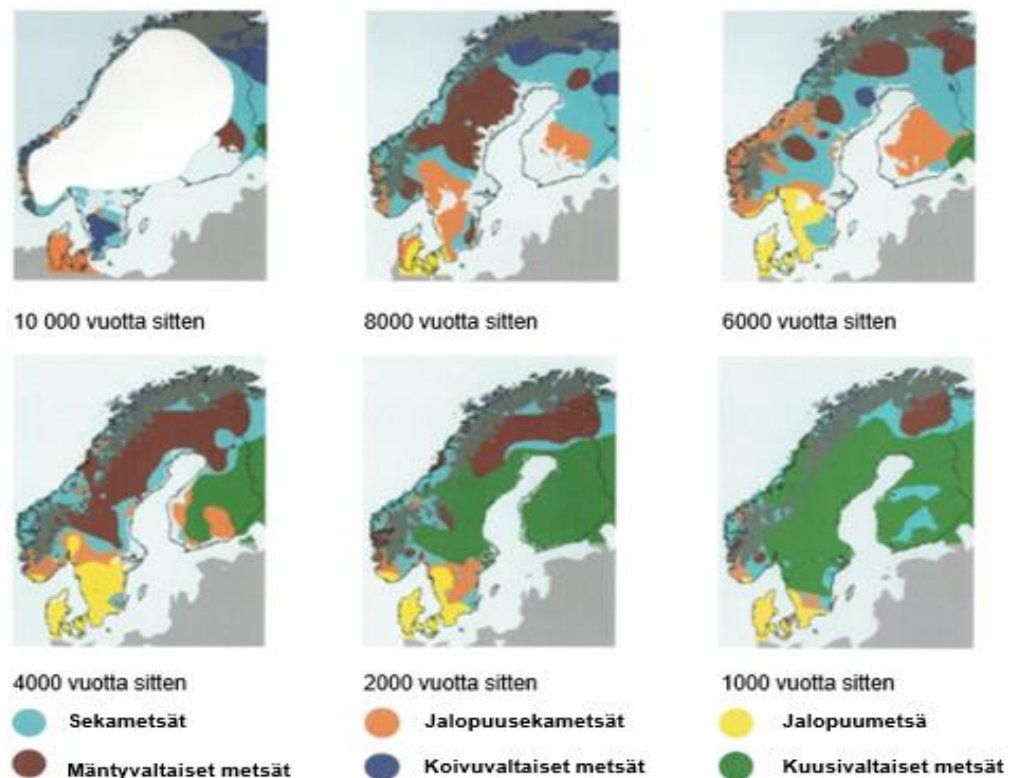 10 000 vuotta sitten
8000 vuotta sitten
6000 vuotta sitten
4000 vuotta sitten
2000 vuotta sitten
1000 vuotta sitten
Sekametsät
Jalopuusekametsät
Jalopuumetsä
Mäntyvaltaiset metsät
Koivuvaltaiset metsät
Kuusivaltaiset metsät